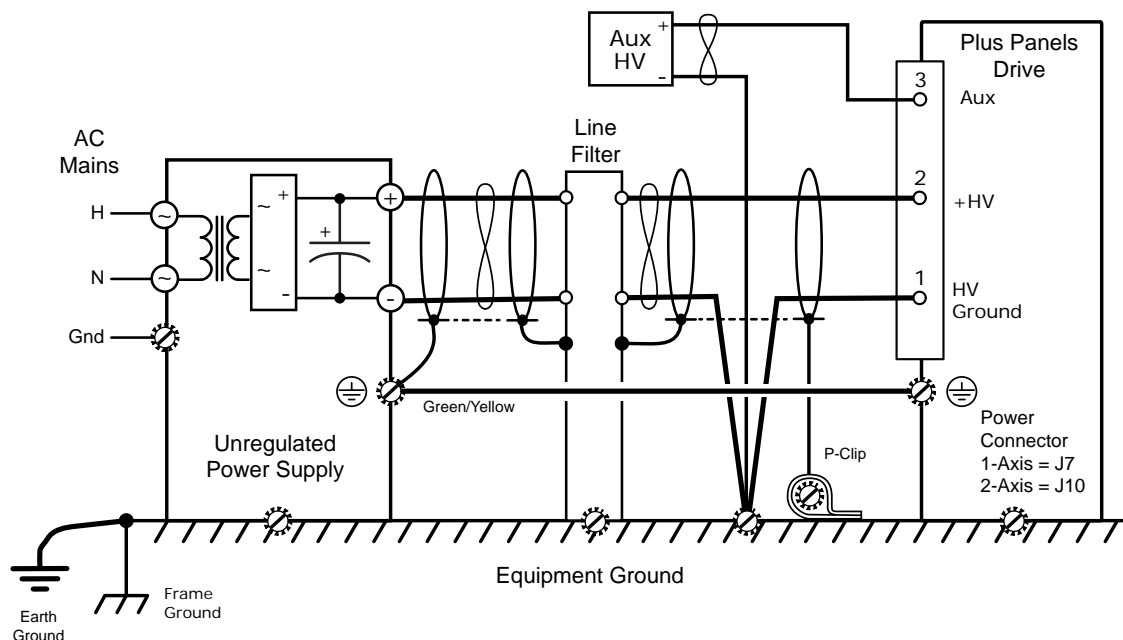 Aux
HV
+
-
Plus Panels
Drive
3
Aux
AC
Mains
Line
Filter
H
~
~
+
~
-
+
+
2
+HV
N
~
-
1
HV
Ground
Gnd
Green/Yellow
Unregulated
Power Supply
P-Clip
Power
Connector
1-Axis = J7
2-Axis = J10
Equipment Ground
Frame
Ground
Earth
Ground